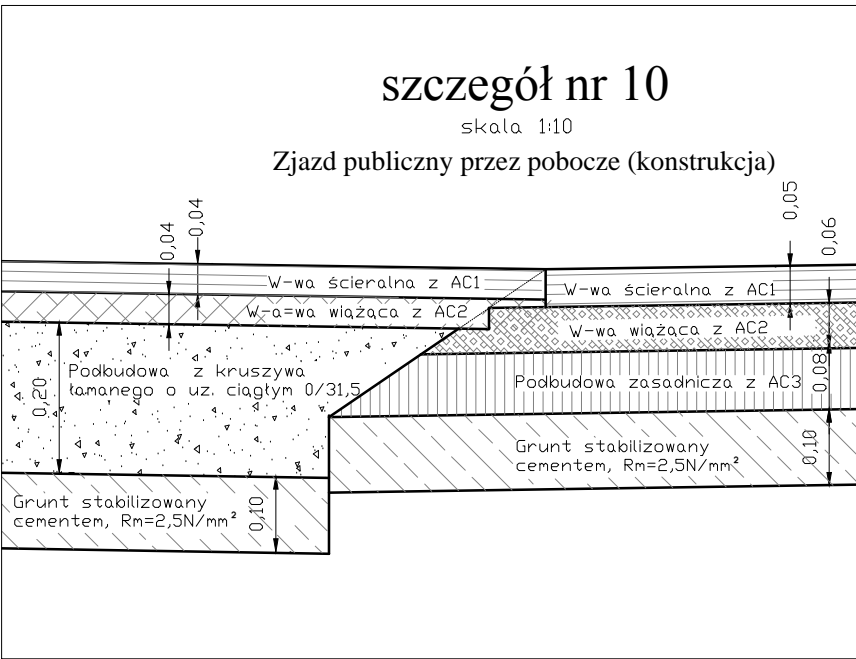 szczegół nr 10
skala 1:10
Zjazd publiczny przez pobocze (konstrukcja)
0,04
0,04
0,05
0,06
W-wa ścieralna z AC1
W-a=wa wiążąca z AC2
W-wa ścieralna z AC1
W-wa wiążąca z AC2
0,20
Podbudowa z kruszywa
łamanego o uz. ciągłym 0/31,5
Podbudowa zasadnicza z AC3
0,08
Grunt stabilizowany
cementem, Rm=2,5N/mm²
0,10
Grunt stabilizowany
cementem, Rm=2,5N/mm²
0,10